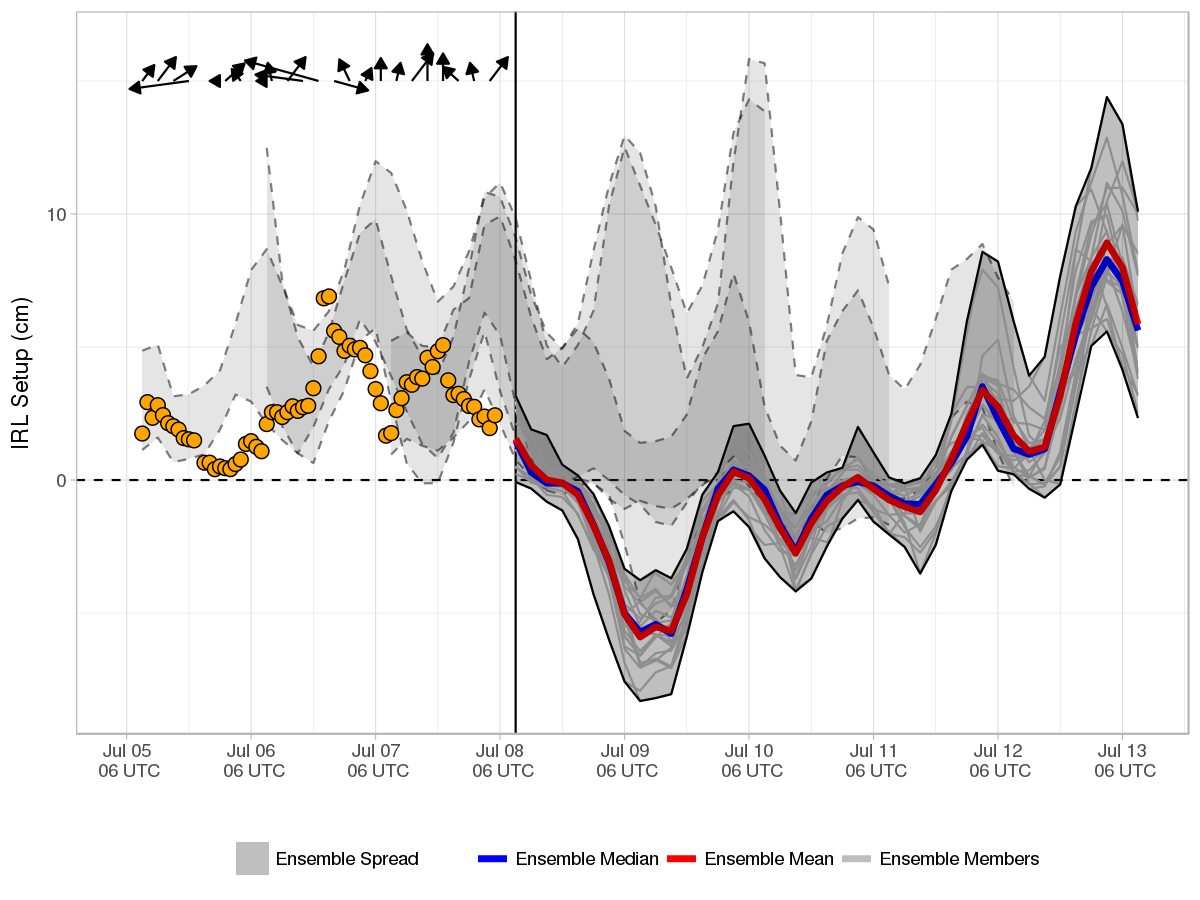 IRL Setup (cm)
10
0
Jul 05
06 UTC
Jul 06
06 UTC
Jul 07
06 UTC
Jul 08
06 UTC
Jul 09
06 UTC
Jul 10
06 UTC
Jul 11
06 UTC
Jul 12
06 UTC
Jul 13
06 UTC
Ensemble Spread
Ensemble Median
Ensemble Mean
Ensemble Members